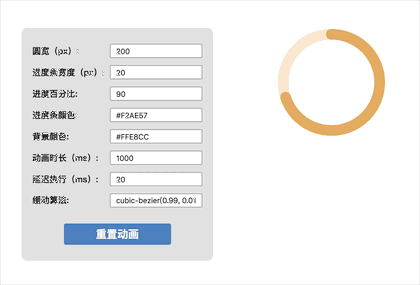 圆宽（px）: 200
进度条宽度（px）: 20
进度百分比: 90
进度条颜色: #F2AE57
背景颜色: #FFE8CC
动画时长（ms）: 1000
延迟执行（ms）: 20
缓动算法: cubic-bezier(0.99, 0.01
重置动画